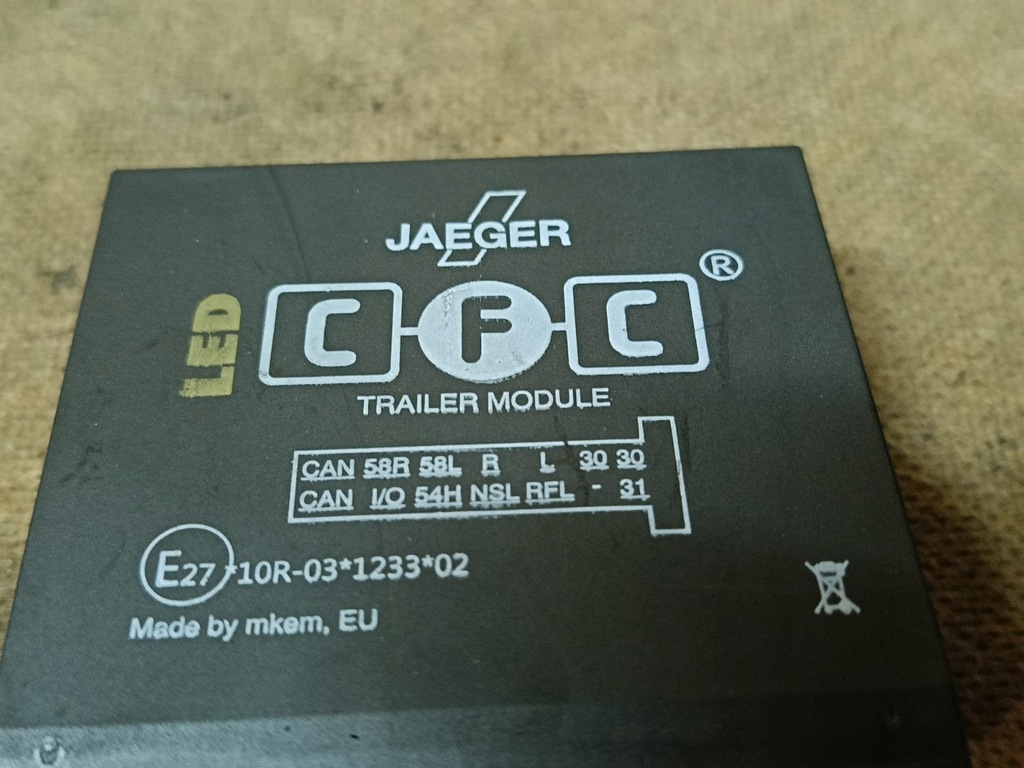 JAEGER
LED
C F C ®
TRAILER MODULE
CAN 58R 58L R L 30 30
CAN I/O 54H NSL RFL - 31
E27 *10R-03*1233*02
Made by mkem, EU